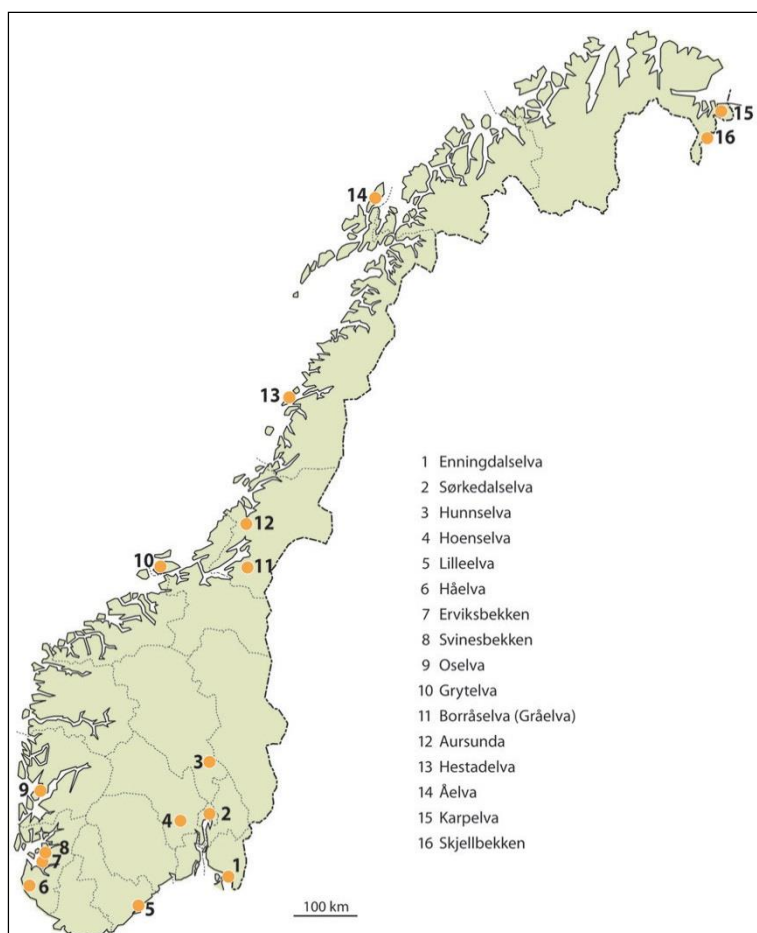 15
16
14
13
12
10
11
3
9
4
2
8
7
6
1
5
100 km
1 Enningdalselva
2 Sørkedalselva
3 Hunnselva
4 Hoenselva
5 Lilleelva
6 Håelva
7 Erviksbekken
8 Svinesbekken
9 Oselva
10 Grytelva
11 Borråselva (Gråelva)
12 Aursunda
13 Hestadelva
14 Åelva
15 Karpelva
16 Skjellbekken